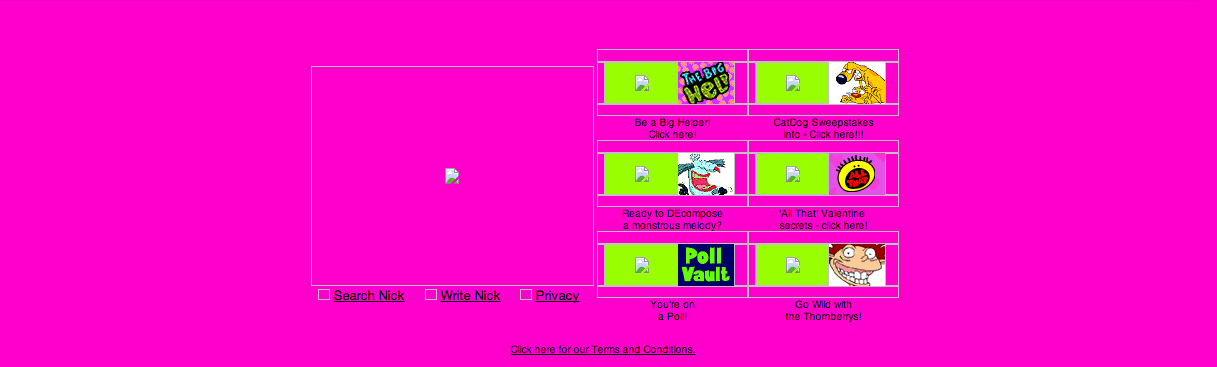 THE BIG
HELP
Be a Big Helper!
Click here!
CatDog Sweepstakes
info - Click here!!!
Ready to DEcompose
a monstrous melody?
ALL
THAT
'All That' Valentine
secrets - click here!
Poll
Vault
You're on
a Poll!
Go Wild with
the Thornberrys!
Search Nick
Write Nick
Privacy
Click here for our Terms and Conditions.